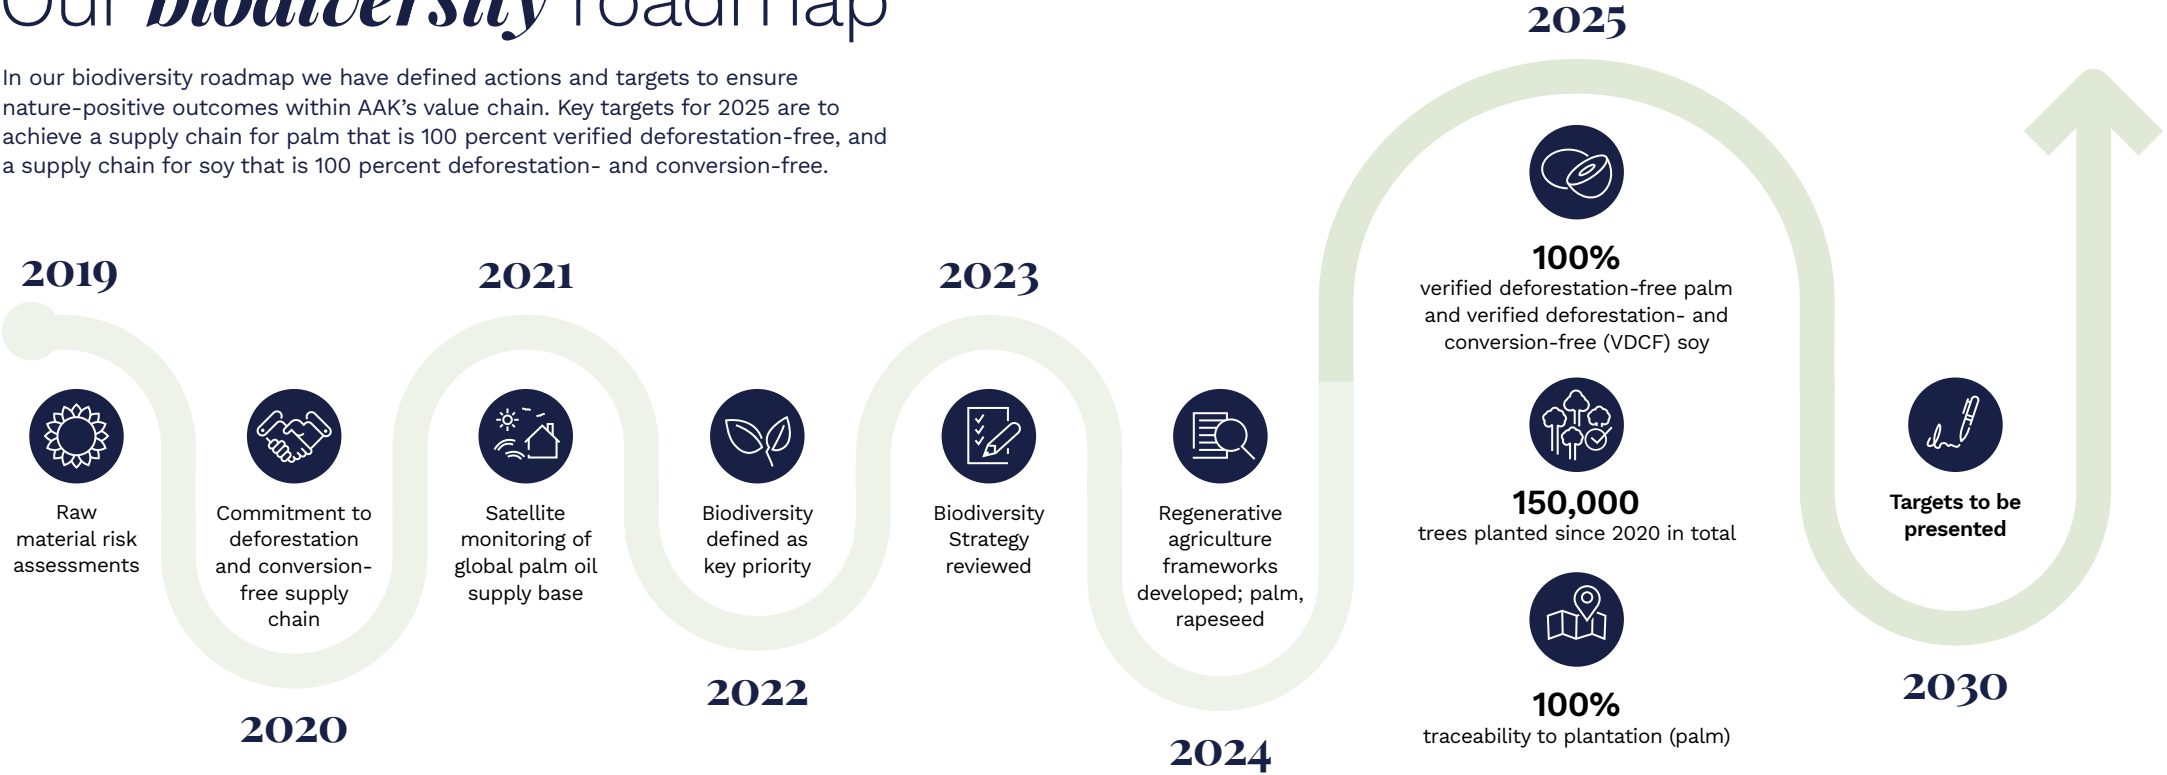 Our biodiversity roadmap
In our biodiversity roadmap we have defined actions and targets to ensure
nature-positive outcomes within AAK's value chain. Key targets for 2025 are to
achieve a supply chain for palm that is 100 percent verified deforestation-free, and
a supply chain for soy that is 100 percent deforestation- and conversion-free.
2019
Raw
material risk
assessments
Commitment to
deforestation
and conversion-
free supply
chain
2020
2021
Satellite
monitoring of
global palm oil
supply base
Biodiversity
defined as
key priority
2022
2023
Biodiversity
Strategy
reviewed
Regenerative
agriculture
frameworks
developed; palm,
rapeseed
2024
2025
100%
verified deforestation-free palm
and verified deforestation- and
conversion-free (VDCF) soy
150,000
trees planted since 2020 in total
100%
traceability to plantation (palm)
Targets to be
presented
2030